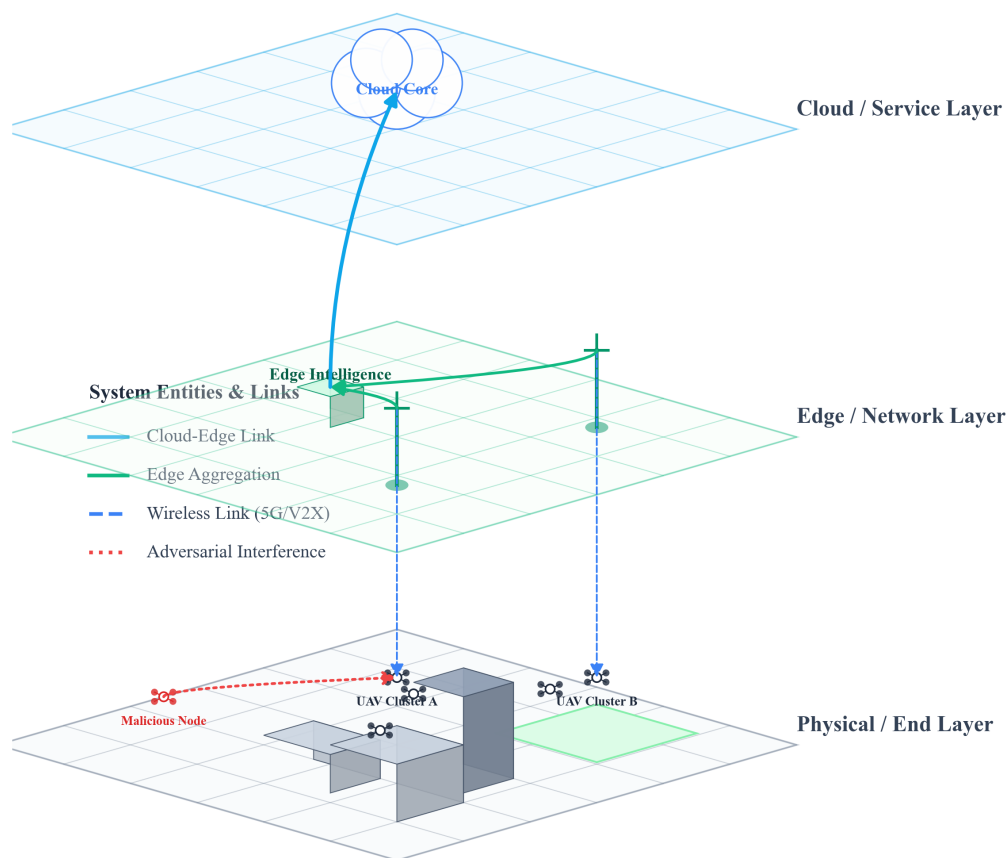 Cloud Core
Cloud / Service Layer
Edge Intelligence
System Entities & Links
Edge / Network Layer
Cloud-Edge Link
Edge Aggregation
Wireless Link (5G/V2X)
Adversarial Interference
UAV Cluster A
UAV Cluster B
Malicious Node
Physical / End Layer